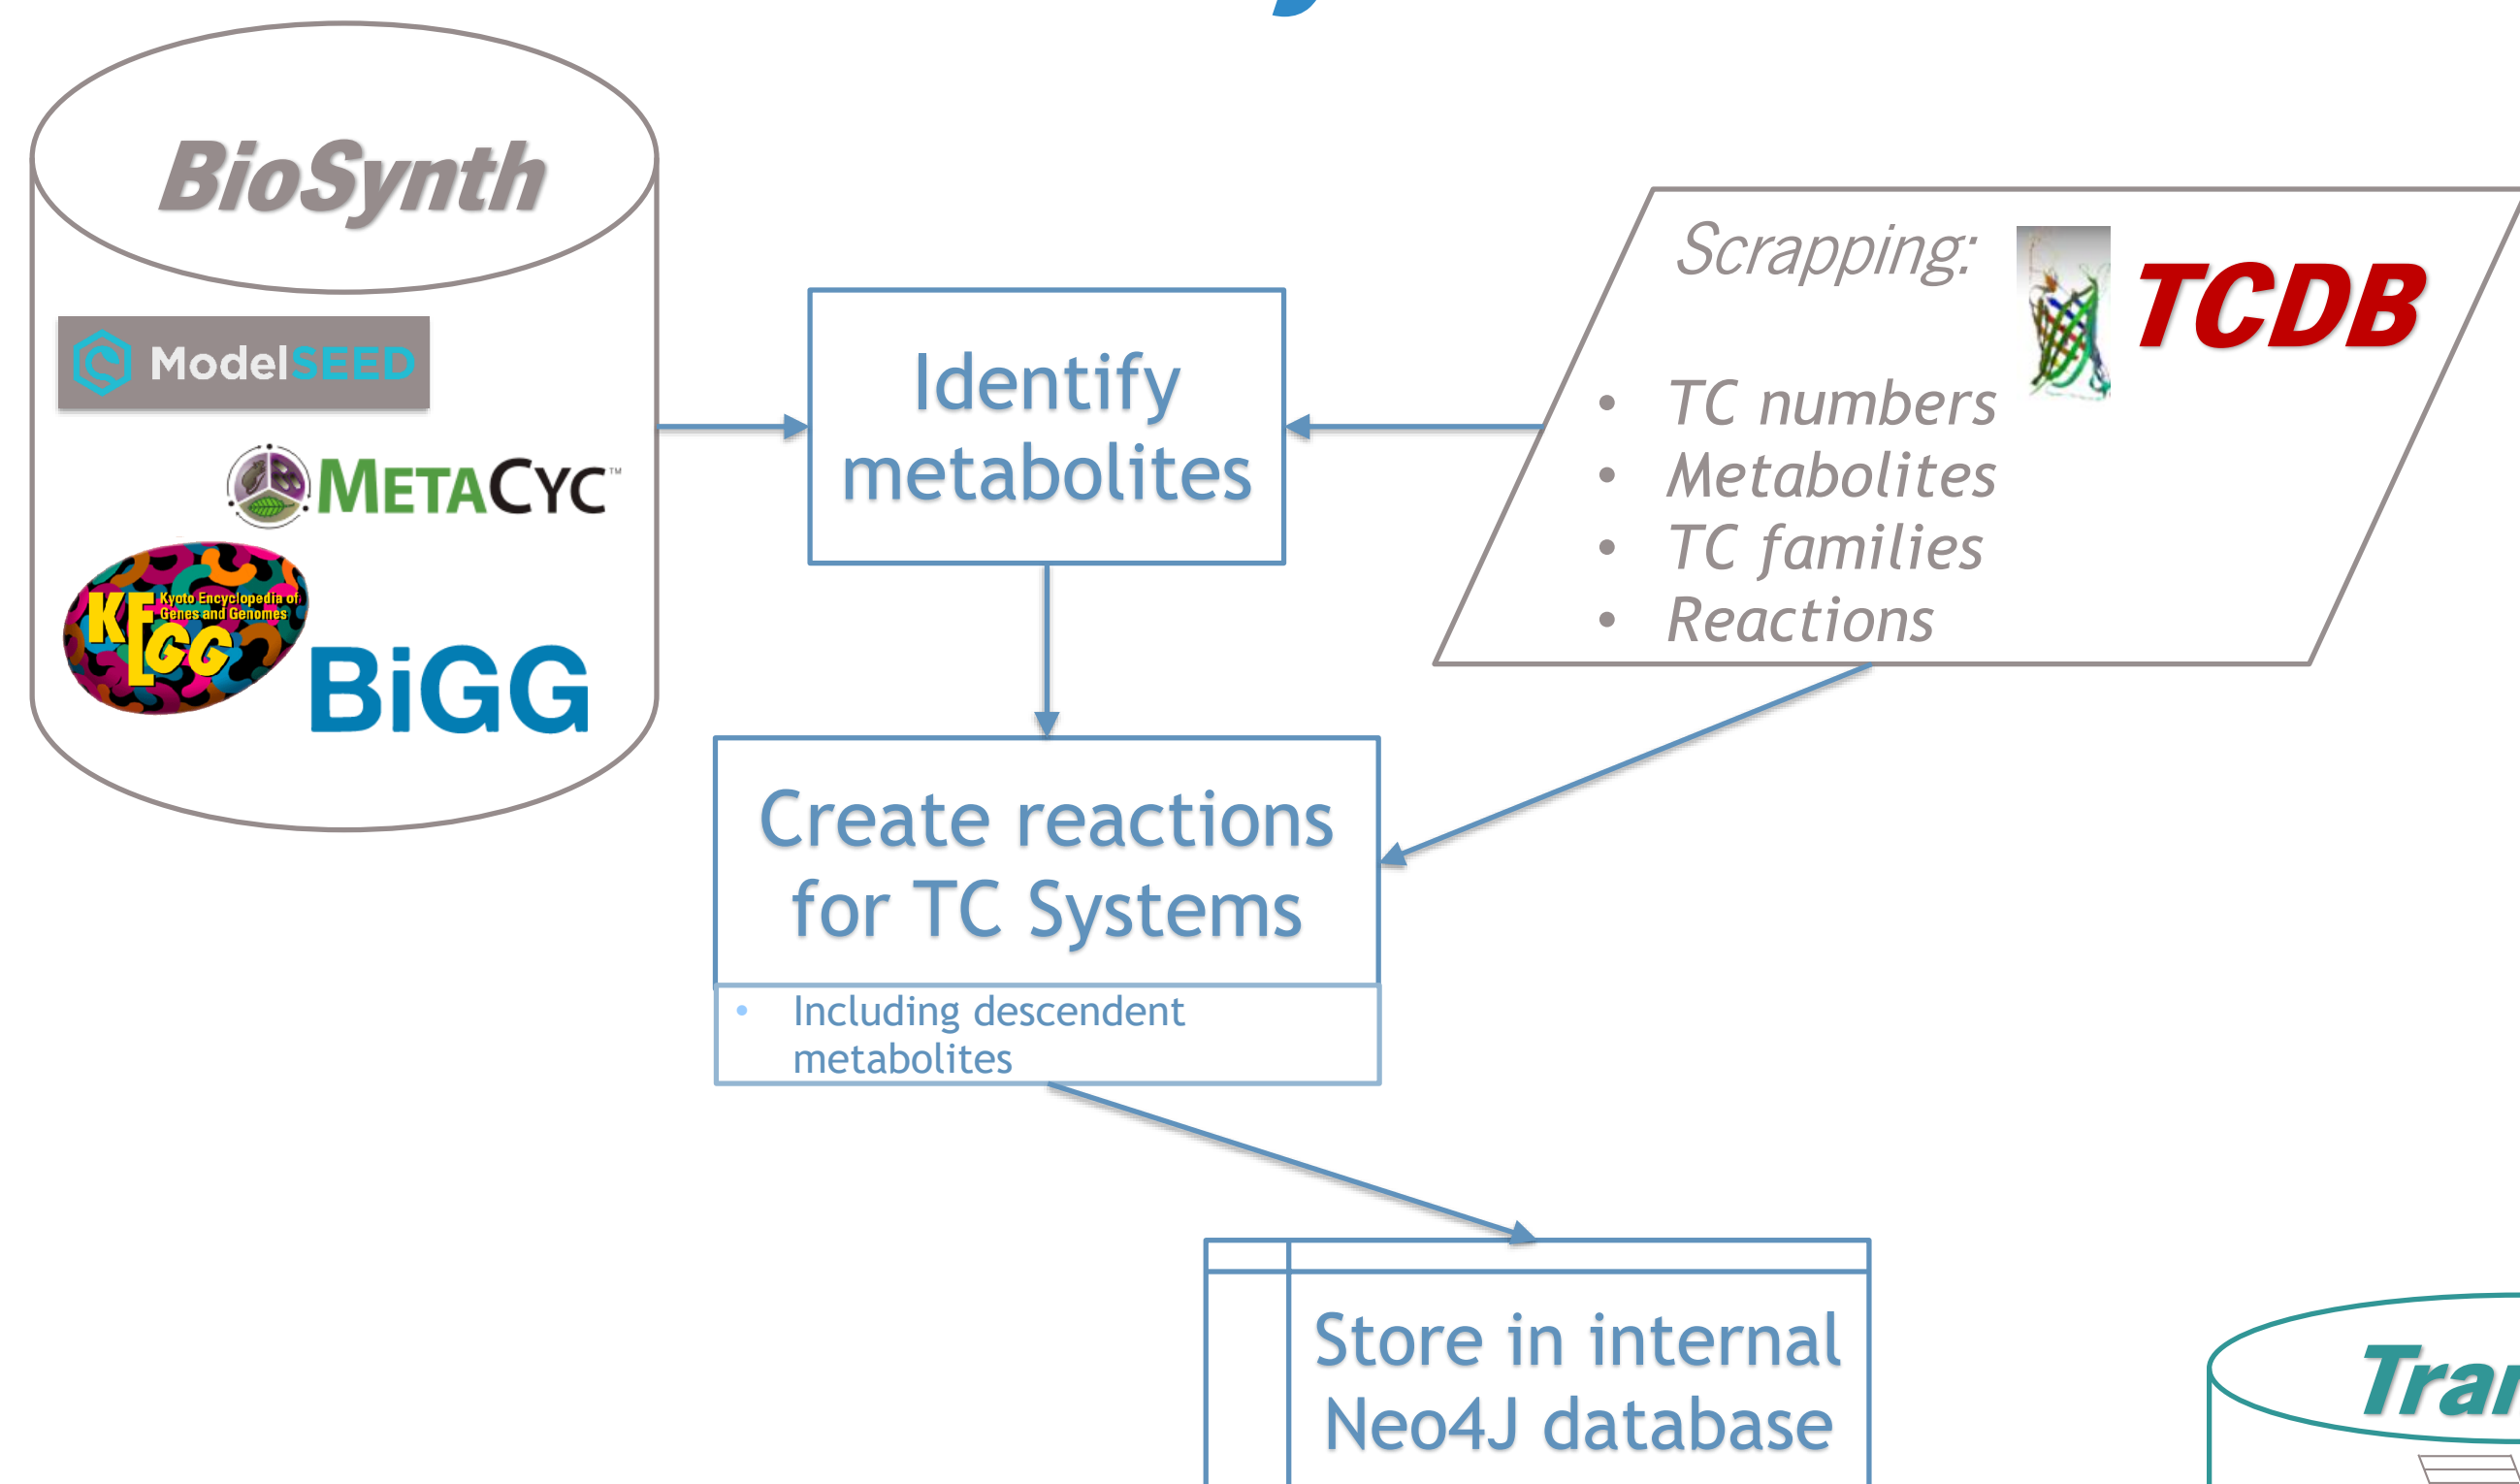 BioSynth
ModelSEED
METACYC™
KEGG
Kyoto Encyclopedia of
Genes and Genomes
BiGG
Identify
metabolites
Scrapping:
TCDB
• TC numbers
• Metabolites
• TC families
• Reactions
Create reactions
for TC Systems
• Including descendent
metabolites
Store in internal
Neo4J database